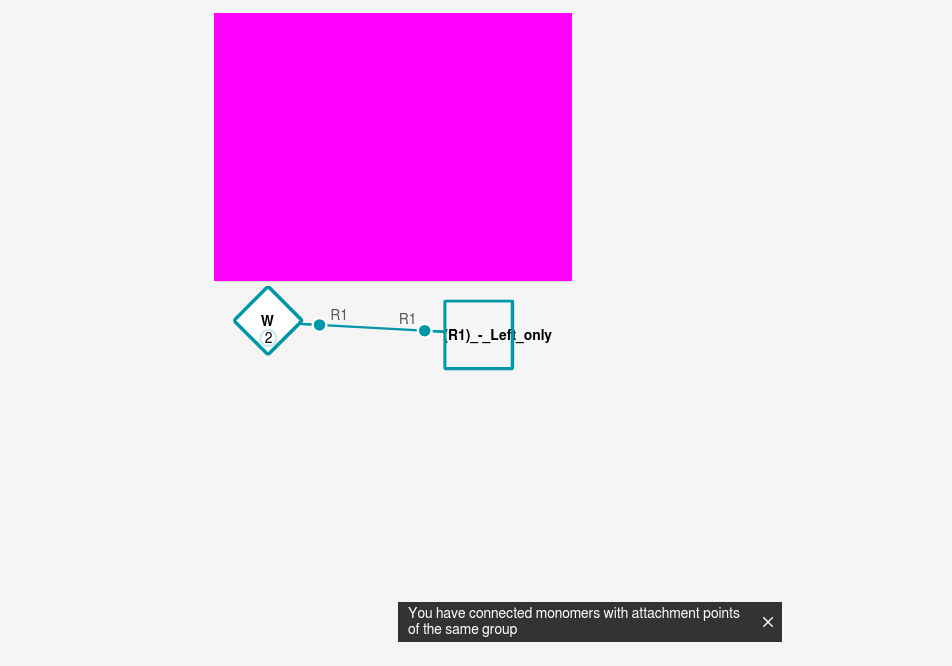 R1
R1
W
2
(R1)_-_Left_only
You have connected monomers with attachment points
of the same group